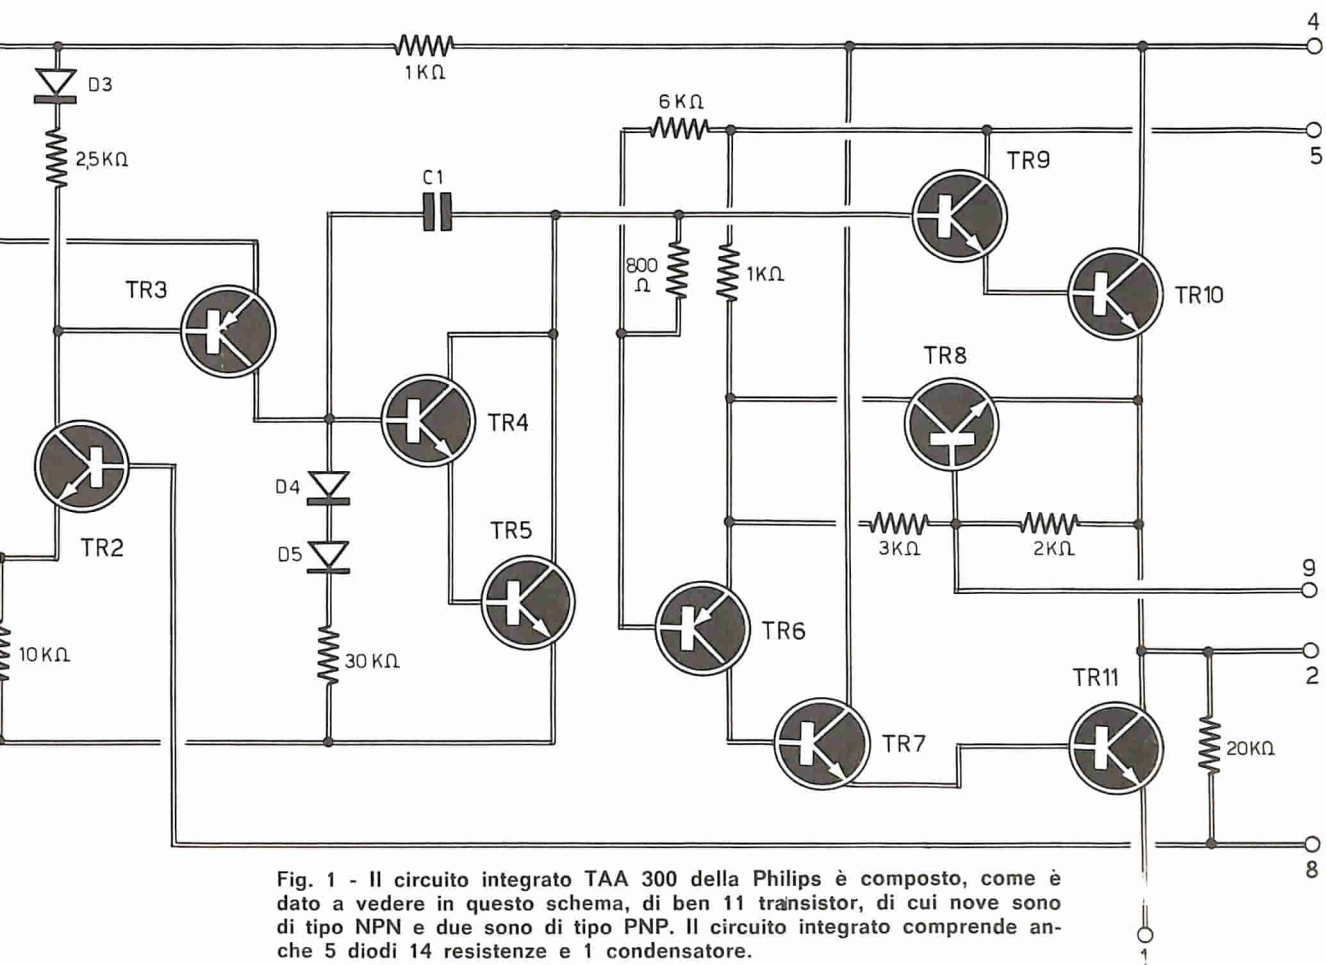 4
D3
1KΩ
6KΩ
2,5KΩ
5
TR9
C1
800
Ω
1KΩ
TR3
TR10
TR8
TR4
D4
TR5
D5
3KΩ
2KΩ
TR2
9
TR6
10KΩ
30KΩ
2
TR11
TR7
20KΩ
8
Fig. 1 - Il circuito integrato TAA 300 della Philips è composto, come è
dato a vedere in questo schema, di ben 11 transistor, di cui nove sono
di tipo NPN e due sono di tipo PNP. Il circuito integrato comprende an-
che 5 diodi 14 resistenze e 1 condensatore.
1